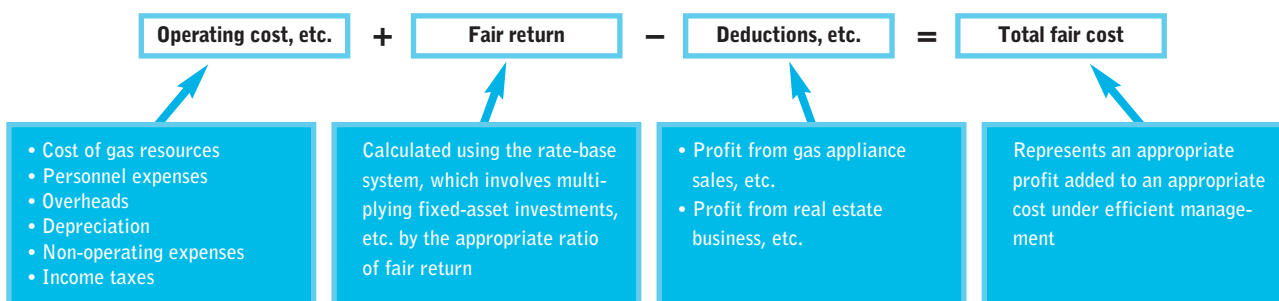 Operating cost, etc. + Fair return – Deductions, etc. = Total fair cost
• Cost of gas resources
• Personnel expenses
• Overheads
• Depreciation
• Non-operating expenses
• Income taxes
Calculated using the rate-base
system, which involves multi-
plying fixed-asset investments,
etc. by the appropriate ratio
of fair return
• Profit from gas appliance
sales, etc.
• Profit from real estate
business, etc.
Represents an appropriate
profit added to an appropriate
cost under efficient manage-
ment